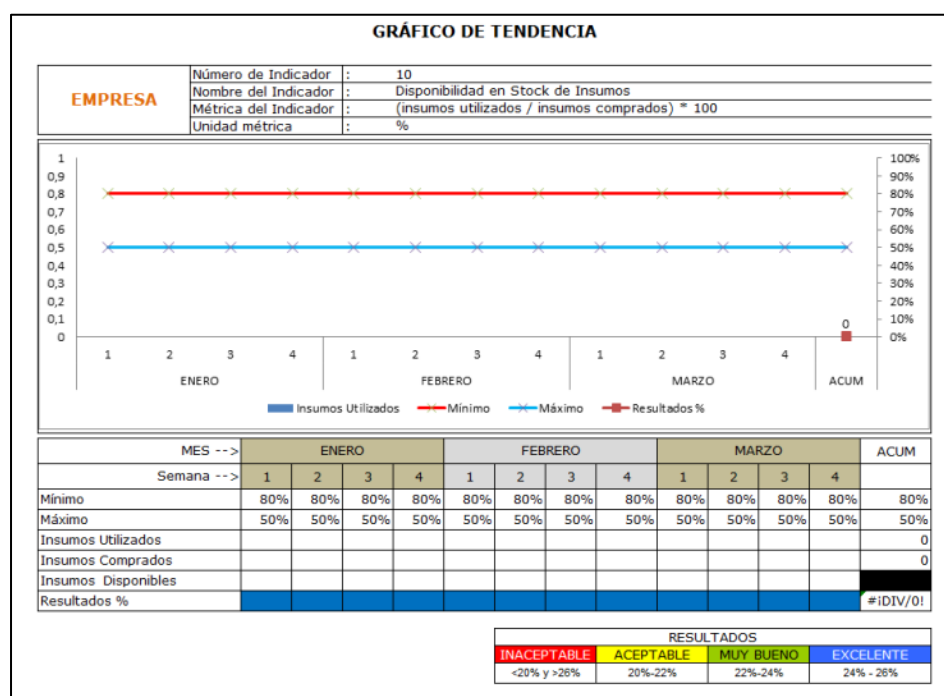 GRÁFICO DE TENDENCIA
EMPRESA
Número de Indicador : 10
Nombre del Indicador : Disponibilidad en Stock de Insumos
Métrica del Indicador : (insumos utilizados / insumos comprados) * 100
Unidad métrica : %
1 100%
0,9 90%
0,8 80%
0,7 70%
0,6 60%
0,5 50%
0,4 40%
0,3 30%
0,2 20%
0,1 10%
0
0 0%
1 2 3 4 1 2 3 4 1 2 3 4
ENERO FEBRERO MARZO ACUM
Insumos Utilizados Mínimo Máximo Resultados %
MES --> ENERO FEBRERO MARZO ACUM
Semana --> 1 2 3 4 1 2 3 4 1 2 3 4
Mínimo 80% 80% 80% 80% 80% 80% 80% 80% 80% 80% 80% 80% 80%
Máximo 50% 50% 50% 50% 50% 50% 50% 50% 50% 50% 50% 50% 50%
Insumos Utilizados 0
Insumos Comprados 0
Insumos Disponibles
Resultados % #¡DIV/0!
RESULTADOS
INACEPTABLE ACEPTABLE MUY BUENO EXCELENTE
<20% y >26% 20%-22% 22%-24% 24% - 26%